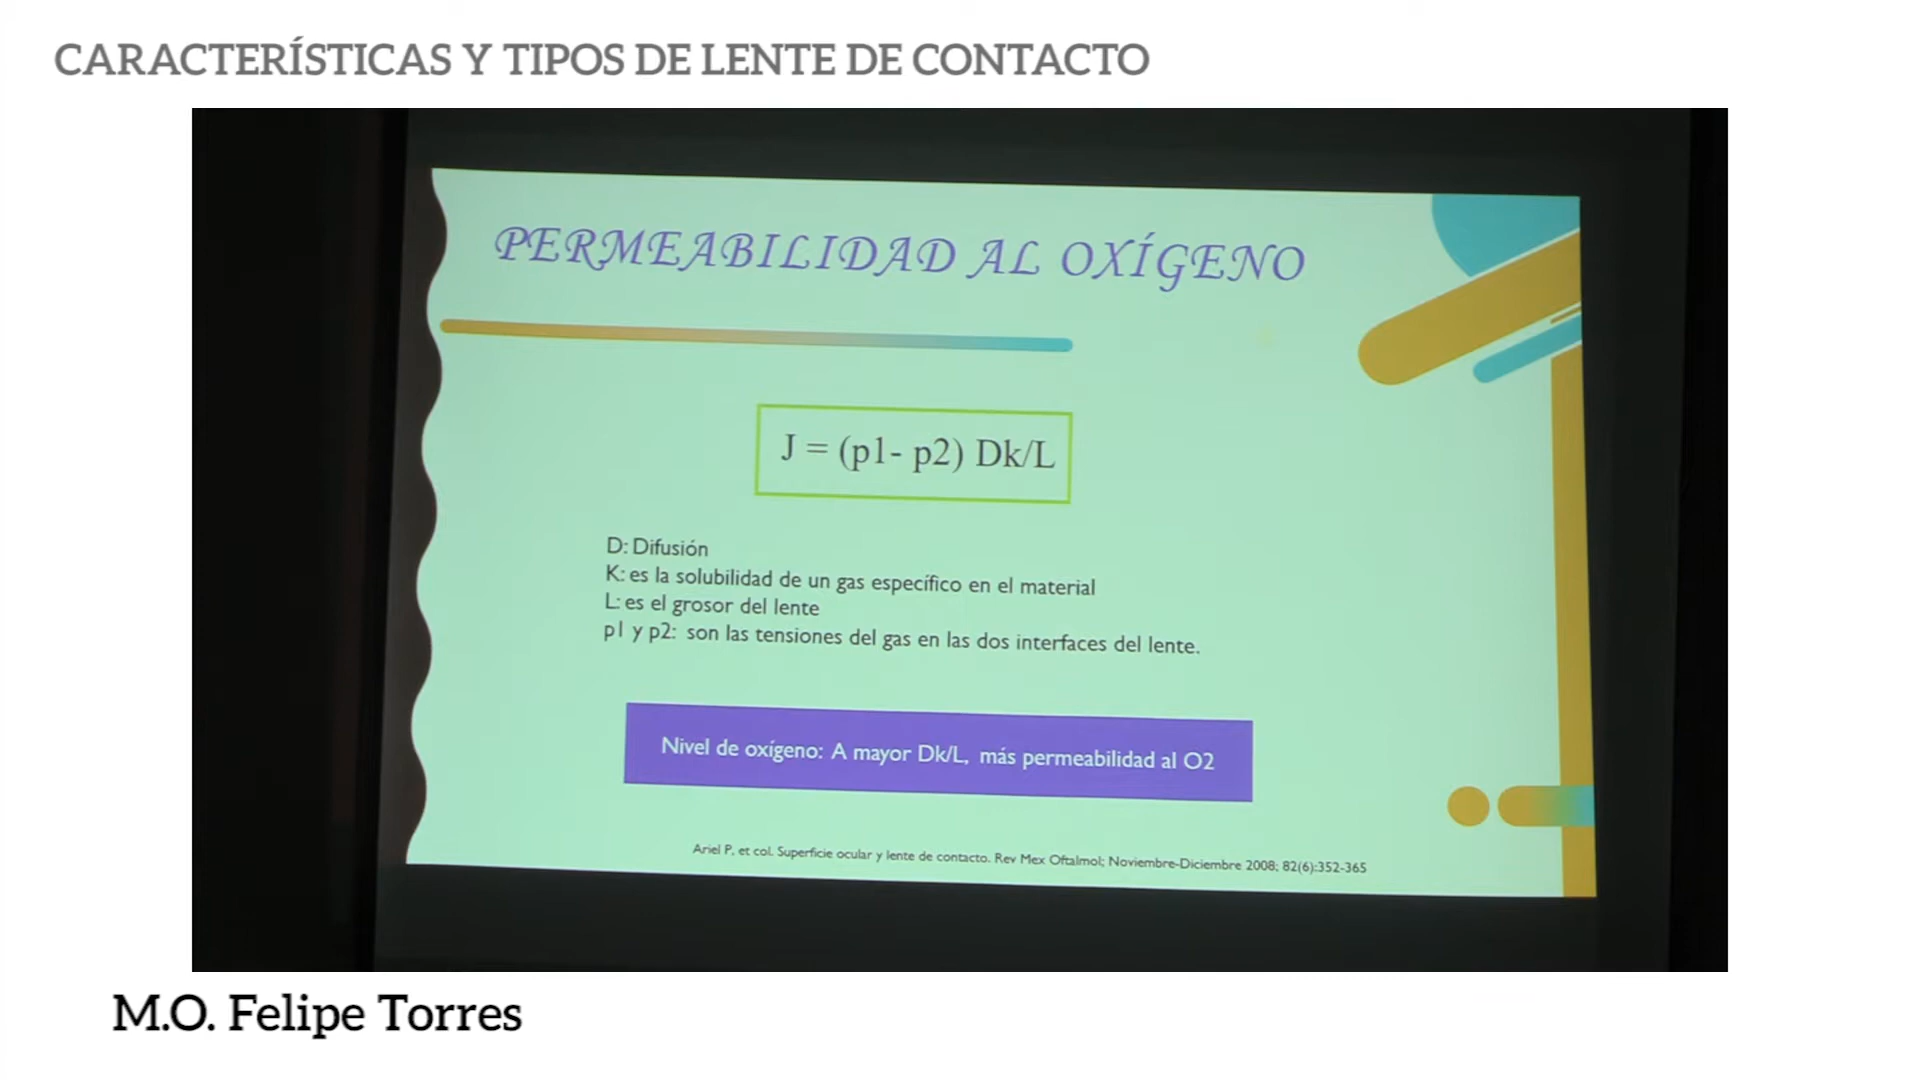 CARACTERÍSTICAS Y TIPOS DE LENTE DE CONTACTO
PERMEABILIDAD AL OXÍGENO
J = (p1- p2) Dk/L
D: Difusión
K: es la solubilidad de un gas específico en el material
L: es el grosor del lente
p1 y p2: son las tensiones del gas en las dos interfaces del lente.
Nivel de oxígeno: A mayor Dk/L, más permeabilidad al O2
Ariel P, et col. Superficie ocular y lente de contacto. Rev Mex Oftalmol; Noviembre-Diciembre 2008; 82(6):352-365
M.O. Felipe Torres